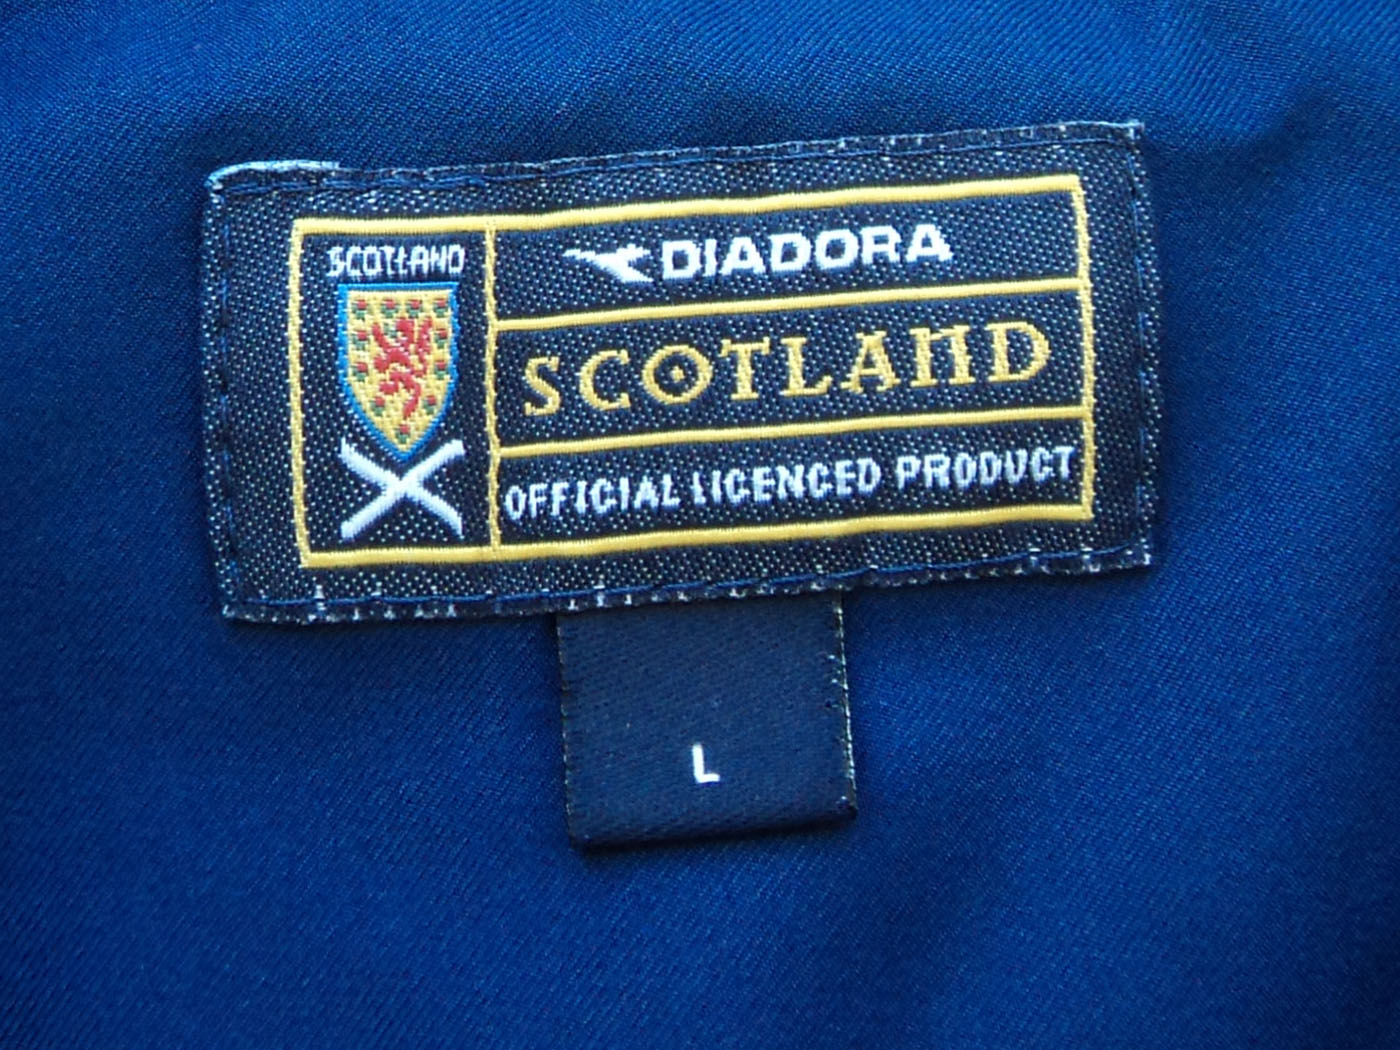 SCOTLAND
DIADORA
SCOTLAND
OFFICIAL LICENCED PRODUCT
L